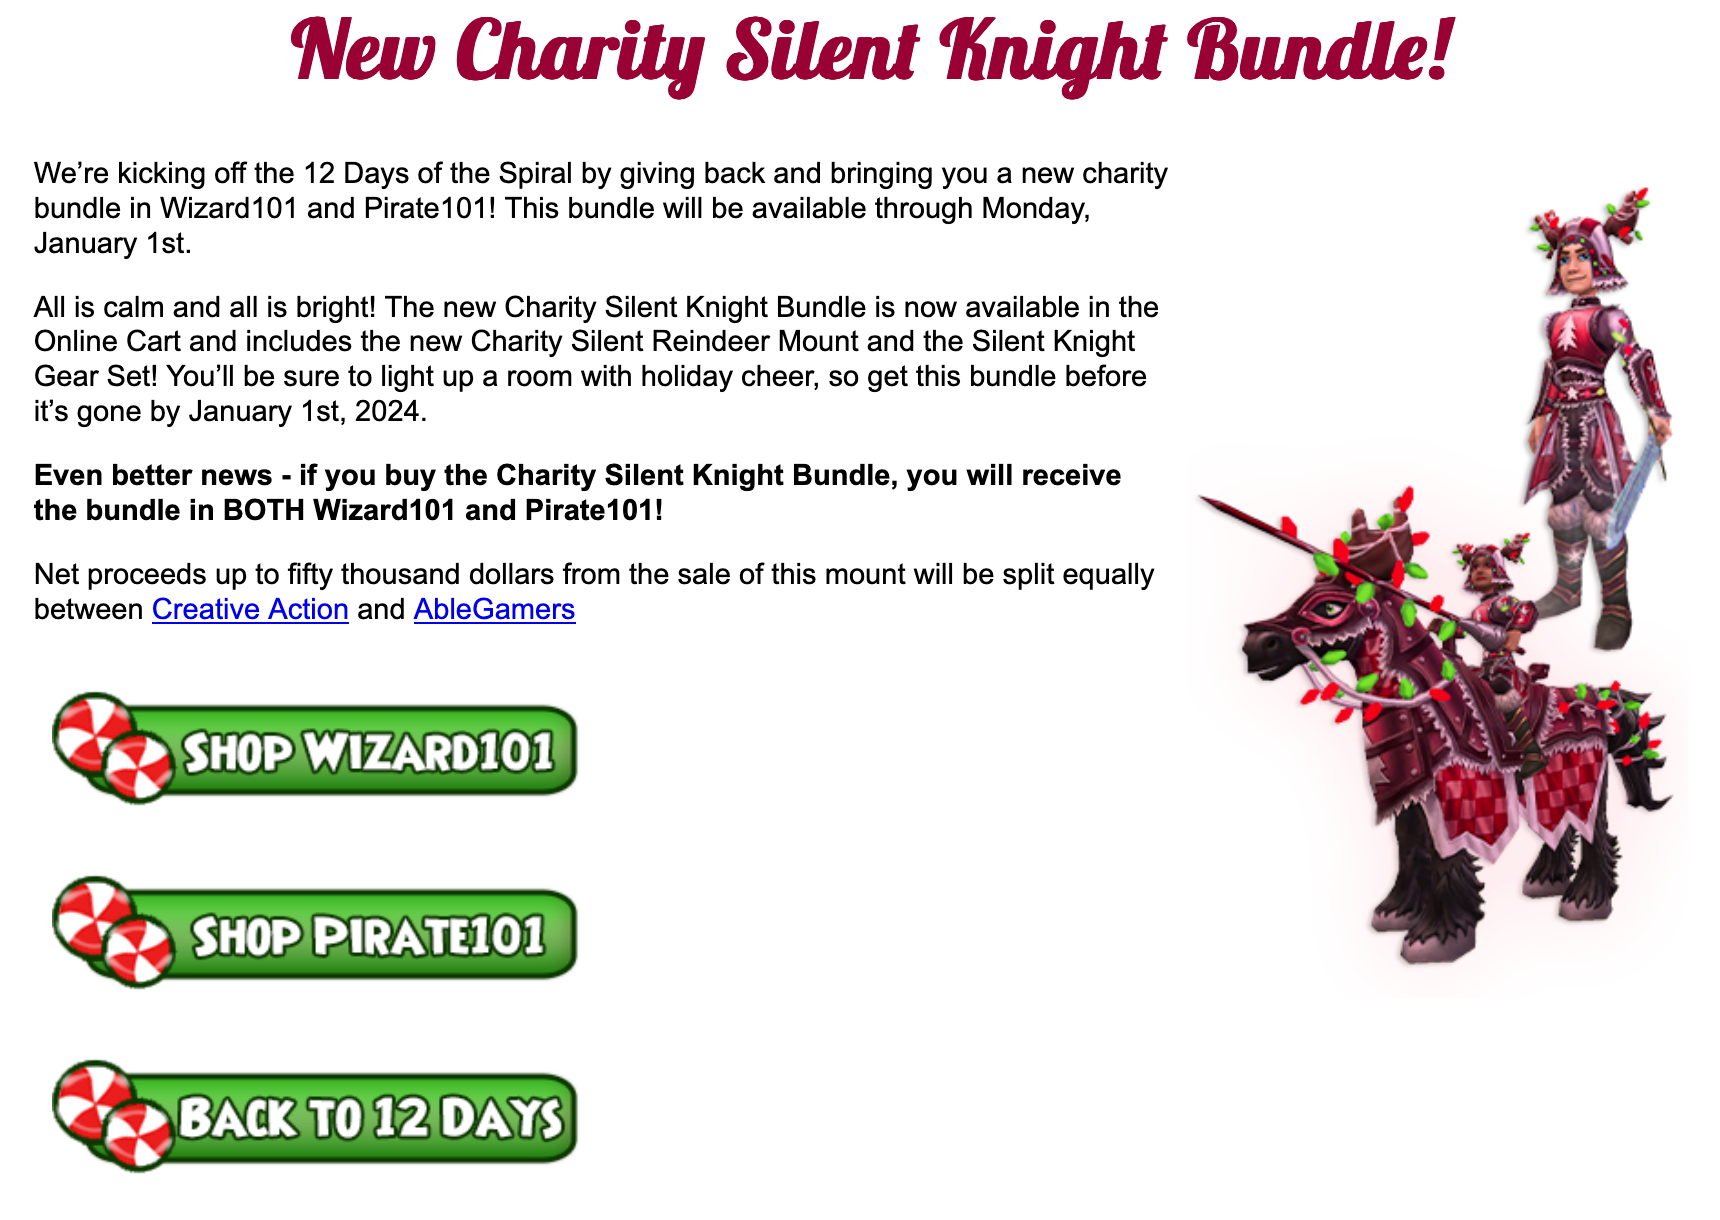 New Charity Silent Knight Bundle!
We’re kicking off the 12 Days of the Spiral by giving back and bringing you a new charity
bundle in Wizard101 and Pirate101! This bundle will be available through Monday,
January 1st.
All is calm and all is bright! The new Charity Silent Knight Bundle is now available in the
Online Cart and includes the new Charity Silent Reindeer Mount and the Silent Knight
Gear Set! You’ll be sure to light up a room with holiday cheer, so get this bundle before
it’s gone by January 1st, 2024.
Even better news - if you buy the Charity Silent Knight Bundle, you will receive
the bundle in BOTH Wizard101 and Pirate101!
Net proceeds up to fifty thousand dollars from the sale of this mount will be split equally
between Creative Action and AbleGamers
SHOP WIZARD101
SHOP PIRATE101
BACK TO 12 DAYS